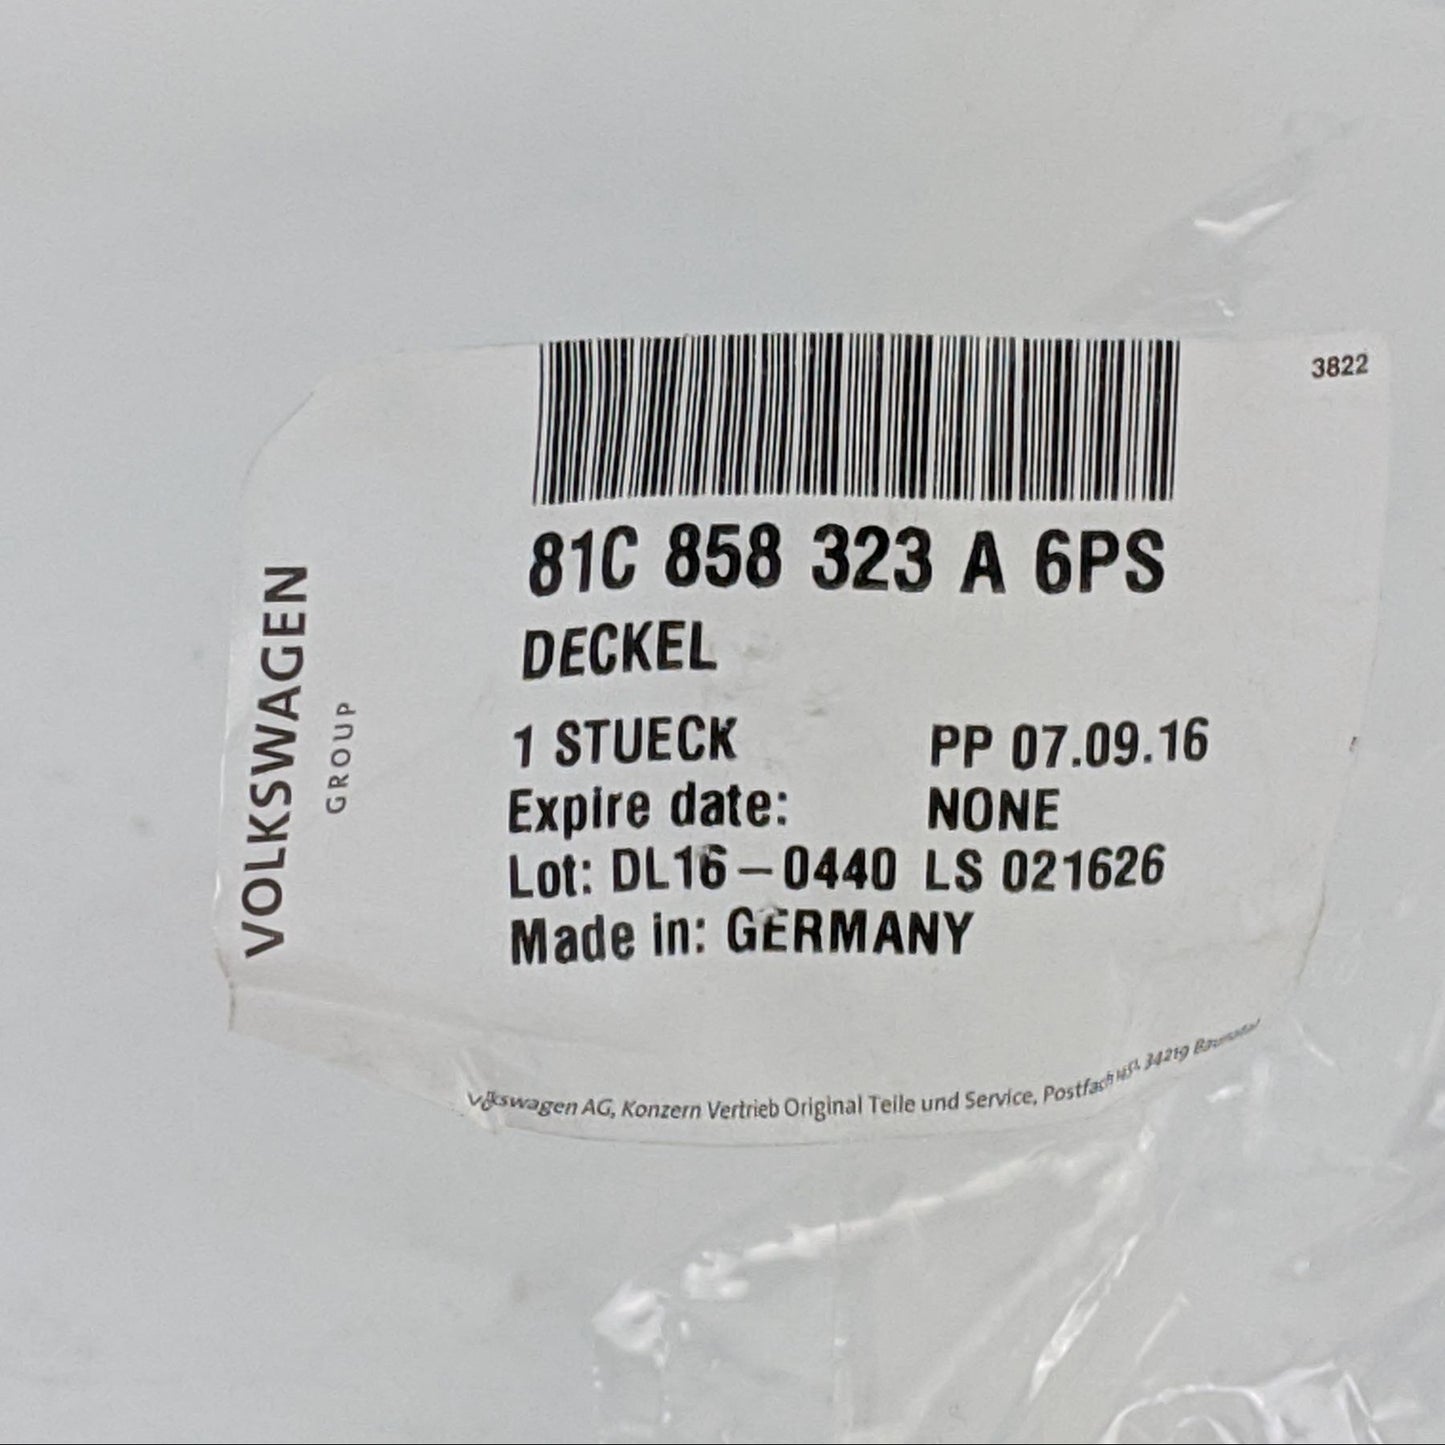 3822
81C 858 323 A 6PS
DECKEL
1 STUECK PP 07.09.16
Expire date: NONE
Lot: DL16-0440 LS 021626
Made in: GERMANY
VOLKSWAGEN
GROUP
Volkswagen AG, Konzern Vertrieb Original Teile und Service, Postfach 34219